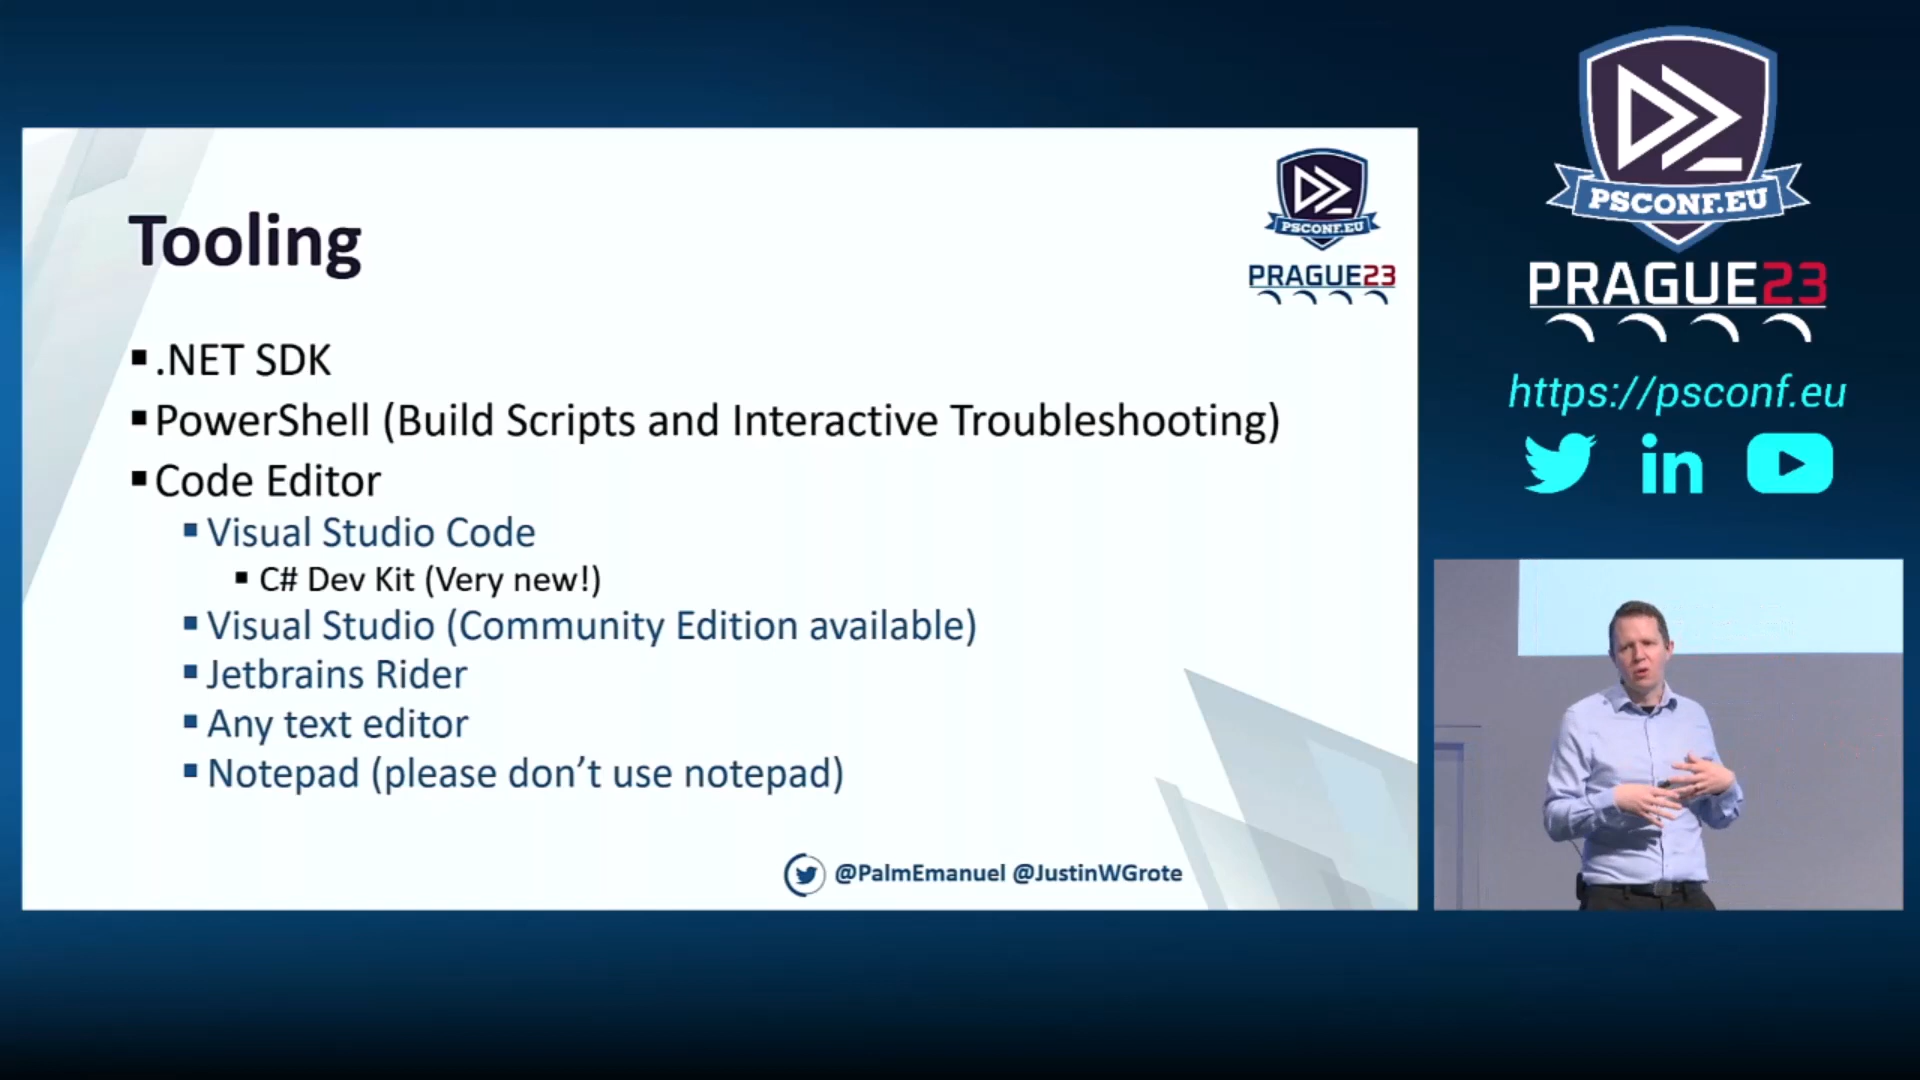 Tooling
PSCONF.EU
PRAGUE23
▪ .NET SDK
▪ PowerShell (Build Scripts and Interactive Troubleshooting)
▪ Code Editor
▪ Visual Studio Code
▪ C# Dev Kit (Very new!)
▪ Visual Studio (Community Edition available)
▪ Jetbrains Rider
▪ Any text editor
▪ Notepad (please don’t use notepad)
@PalmEmanuel @JustinWGrote
PSCONF.EU
PRAGUE23
https://psconf.eu
in